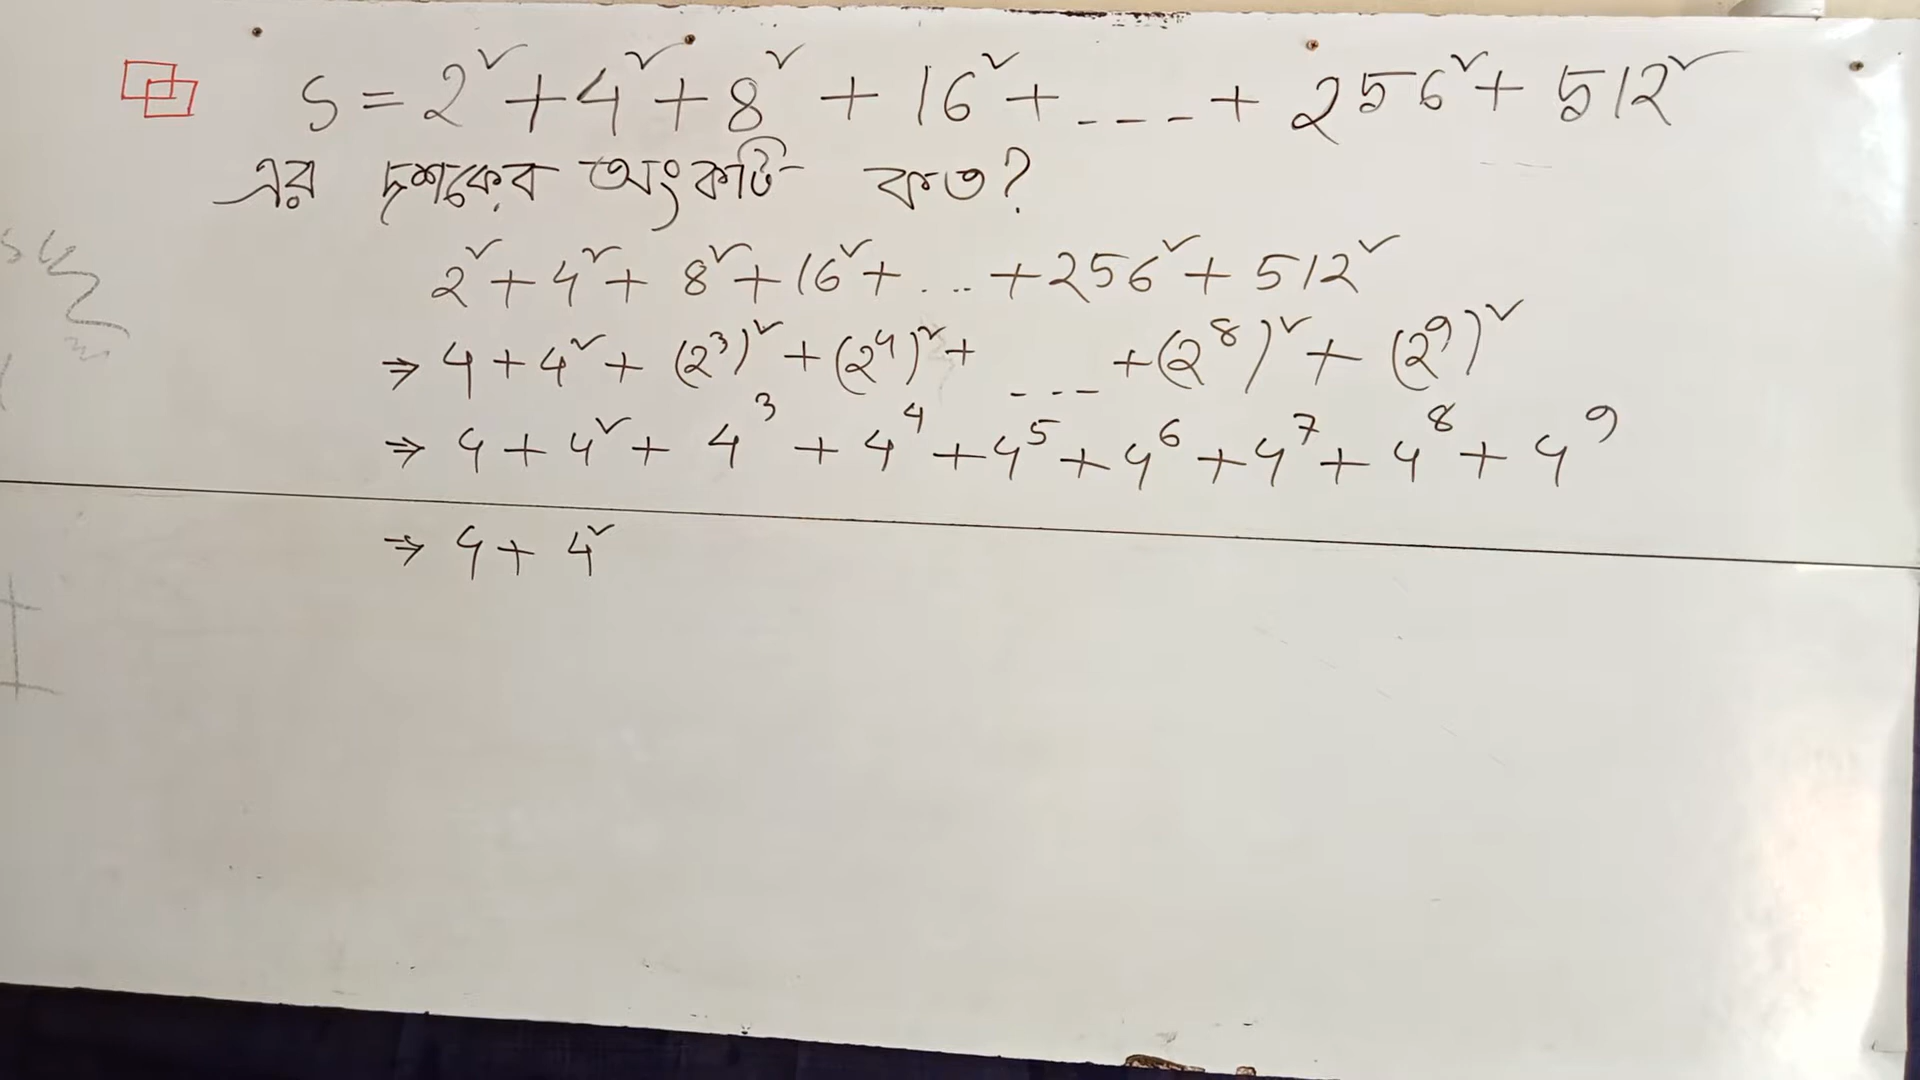 S = 2² + 4² + 8² + 16² + - - - + 256² + 512²
এর দশকের অংকটি কত?
2² + 4² + 8² + 16² + ... + 256² + 512²
⇒ 4 + 4² + (2³)² + (2⁴)² + - - - + (2⁸)² + (2⁹)²
⇒ 4 + 4² + 4³ + 4⁴ + 4⁵ + 4⁶ + 4⁷ + 4⁸ + 4⁹
⇒ 4 + 4²